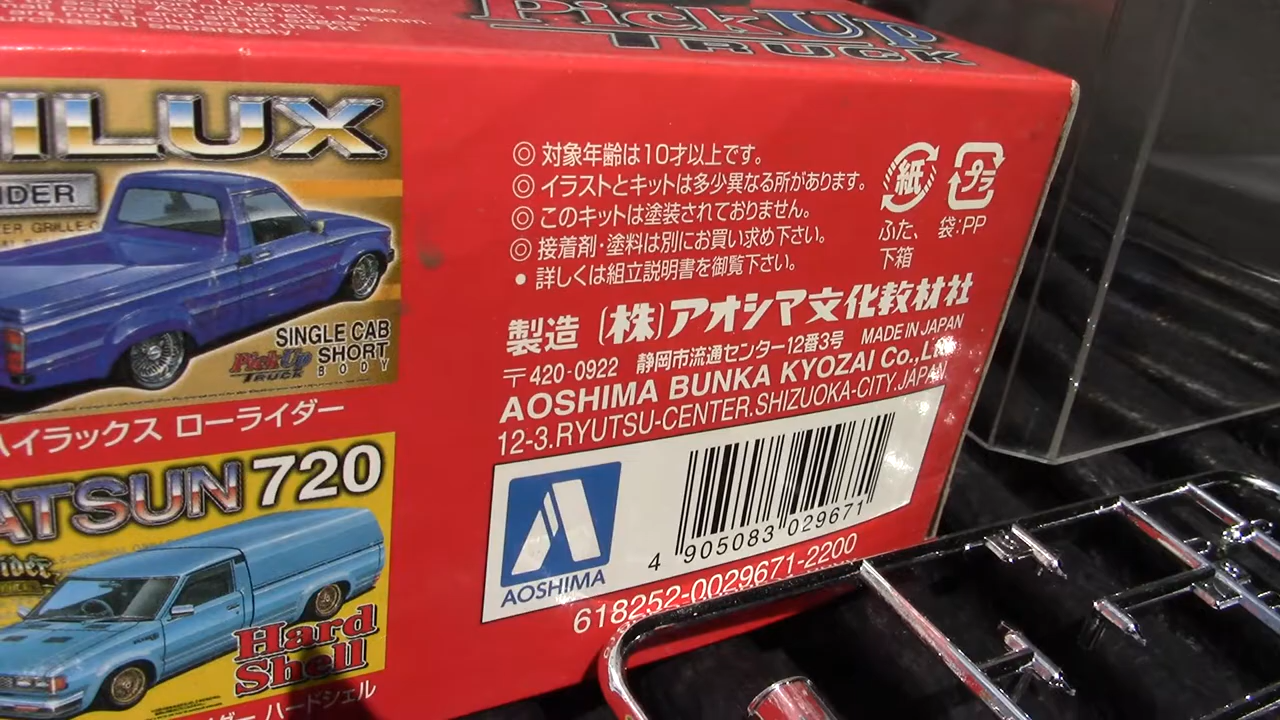 PickUp
TRUCK
separately.
ILUX
IDER
SINGLE CAB
SHORT
BODY
PickUp
TRUCK
ハイラックス ローライダー
ATSUN 720
Hard
Shell
ハードシェル
◎ 対象年齢は10才以上です。
◎ イラストとキットは多少異なる所があります。
◎ このキットは塗装されておりません。
◎ 接着剤・塗料は別にお買い求め下さい。
• 詳しくは組立説明書を御覧下さい。
紙
プラ
ふた、
下箱
袋:PP
製造 (株)アオシマ文化教材社
〒420-0922 静岡市流通センター12番3号 MADE IN JAPAN
AOSHIMA BUNKA KYOZAI Co., Ltd.
12-3.RYUTSU-CENTER.SHIZUOKA-CITY.JAPAN
AOSHIMA
4 905083 029671
618252-0029671-2200